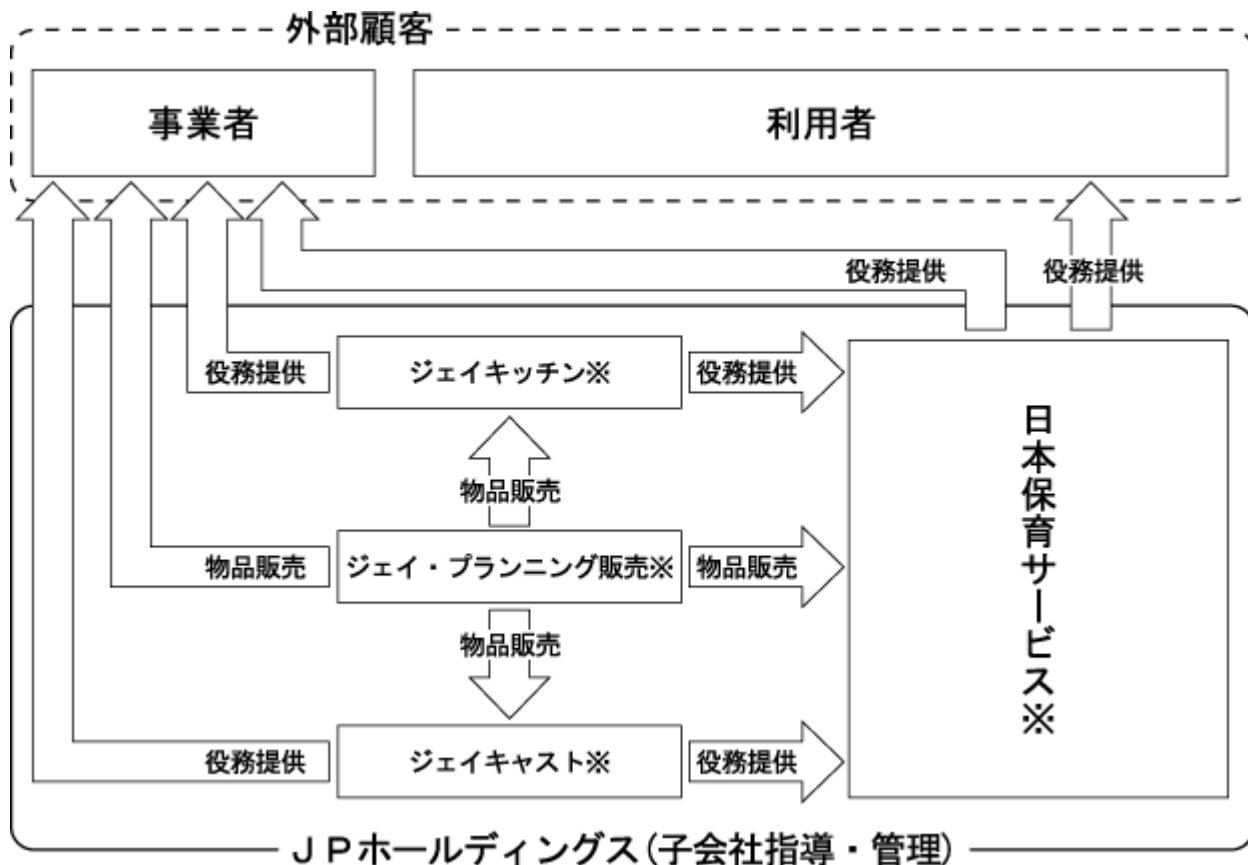 外部顧客
事業者
利用者
役務提供
役務提供
役務提供
ジェイキッチン※
役務提供
物品販売
物品販売
ジェイ・プランニング販売※
物品販売
物品販売
役務提供
ジェイキャスト※
役務提供
日本保育サービス※
ＪＰホールディングス(子会社指導・管理)